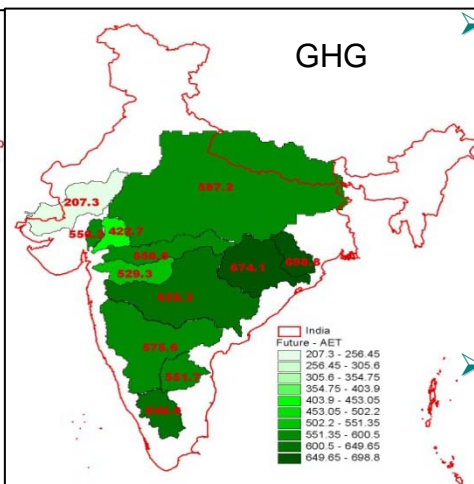 GHG
587.2
207.3
422.7
529.3
674.1
698.8
575.6
551.7
India
Future - AET
207.3 - 256.45
256.45 - 305.6
305.6 - 354.75
354.75 - 403.9
403.9 - 453.05
453.05 - 502.2
502.2 - 551.35
551.35 - 600.5
600.5 - 649.65
649.65 - 698.8